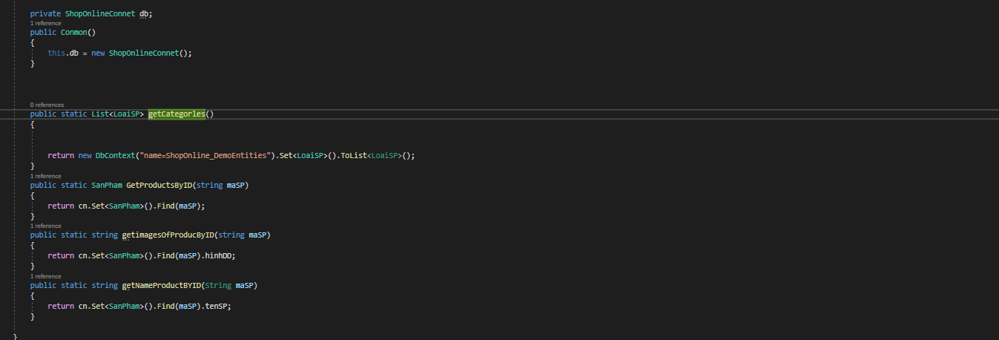 private ShopOnlineConnet db;
1 reference
public Conmon()
{
this.db = new ShopOnlineConnet();
}
0 references
public static List<LoaiSP> getCategorles()
{
return new DbContext("name=ShopOnline_DemoEntities").Set<LoaiSP>().ToList<LoaiSP>();
}
1 reference
public static SanPham GetProductsByID(string maSP)
{
return cn.Set<SanPham>().Find(maSP);
}
1 reference
public static string getimagesOfProducByID(string maSP)
{
return cn.Set<SanPham>().Find(maSP).hinhDD;
}
1 reference
public static string getNameProductBYID(String maSP)
{
return cn.Set<SanPham>().Find(maSP).tenSP;
}
}